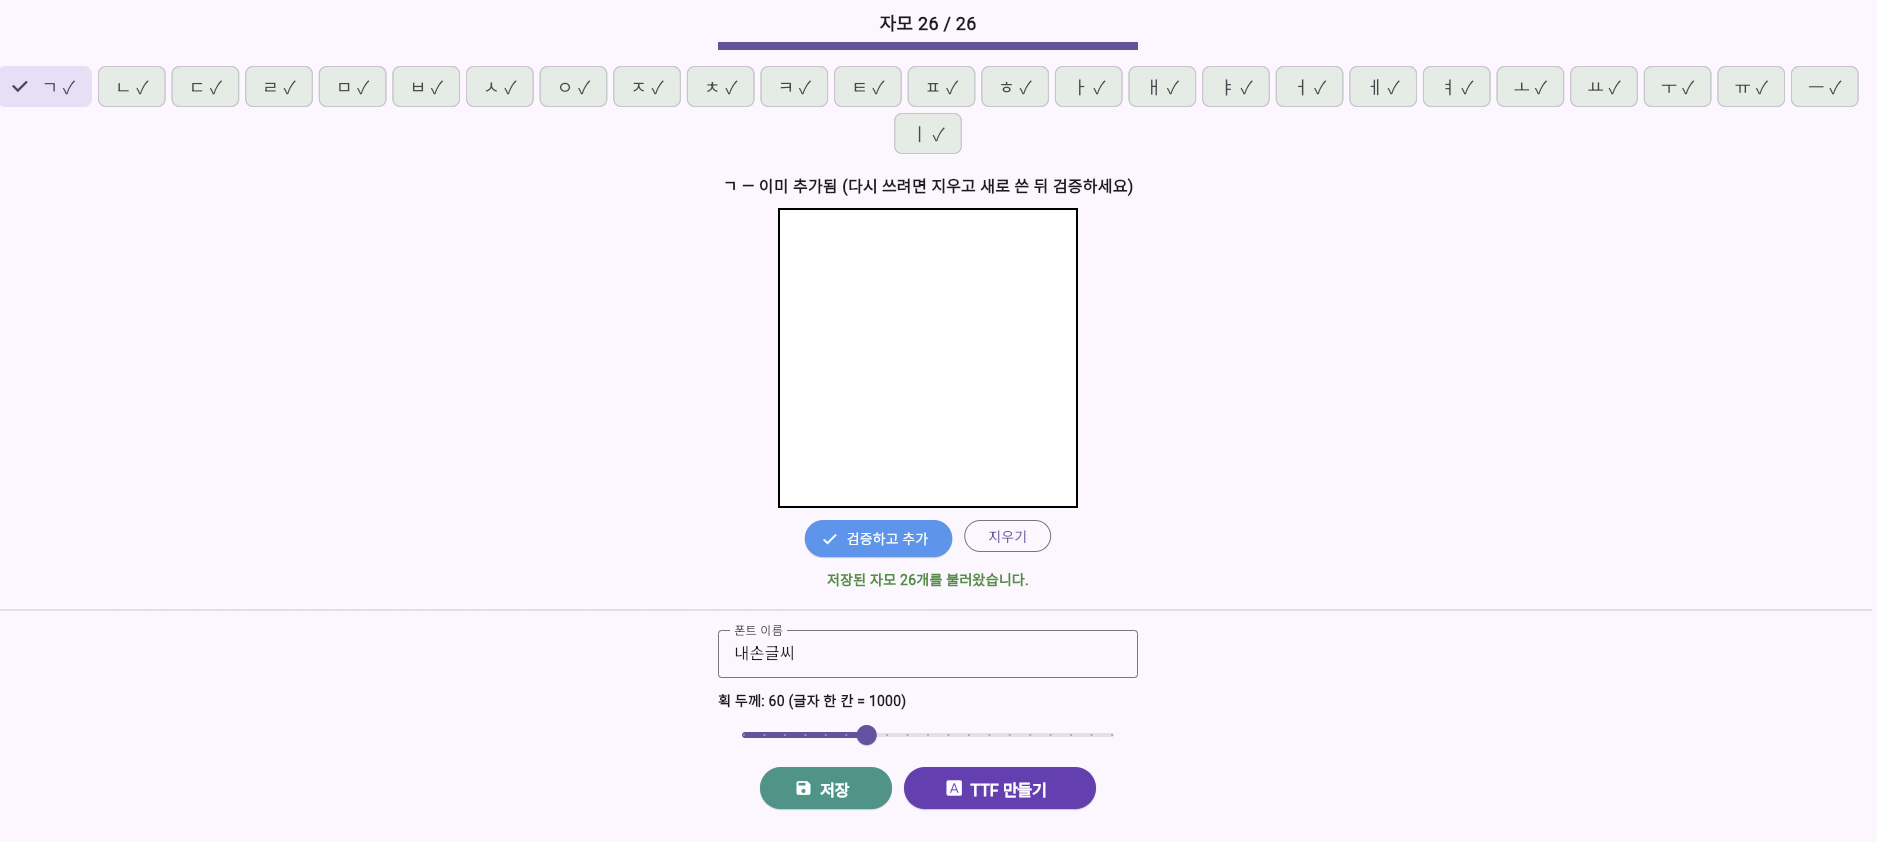 자모 26 / 26
ㄱ ✓ ㄴ ✓ ㄷ ✓ ㄹ ✓ ㅁ ✓ ㅂ ✓ ㅅ ✓ ㅇ ✓ ㅈ ✓ ㅊ ✓ ㅋ ✓ ㅌ ✓ ㅍ ✓ ㅎ ✓ ㅏ ✓ ㅐ ✓ ㅑ ✓ ㅓ ✓ ㅔ ✓ ㅕ ✓ ㅗ ✓ ㅛ ✓ ㅜ ✓ ㅠ ✓ ㅡ ✓
ㅣ ✓
ㄱ — 이미 추가됨 (다시 쓰려면 지우고 새로 쓴 뒤 검증하세요)
검증하고 추가 지우기
저장된 자모 26개를 불러왔습니다.
폰트 이름
내손글씨
획 두께: 60 (글자 한 칸 = 1000)
저장 TTF 만들기